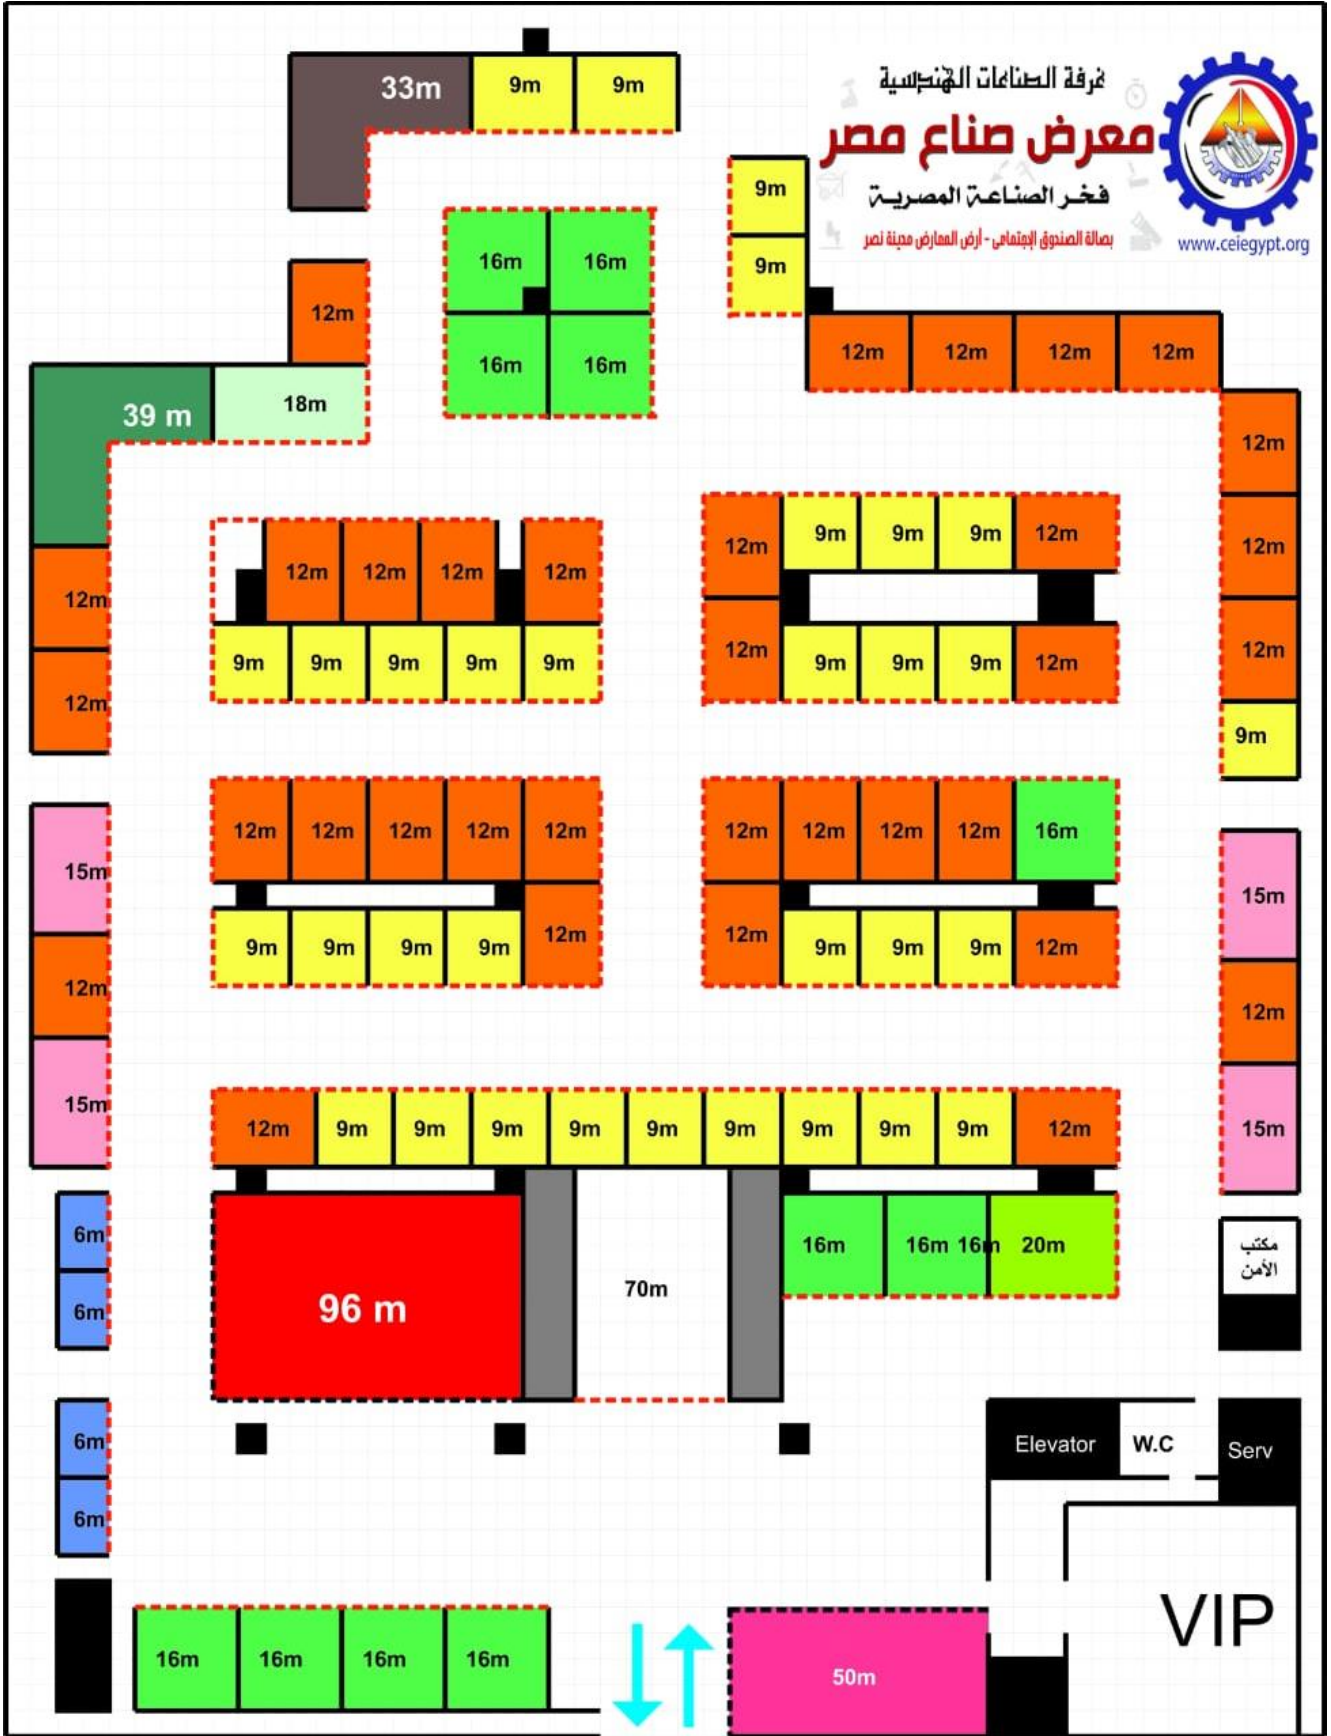 غرفة الصناعات الهندسية
معرض صناع مصر
فخر الصناعة المصرية
بصالة الصندوق الإجتماعى - أرض المعارض مدينة نصر
www.ceiegypt.org
33m 9m 9m
9m
9m
16m 16m
16m 16m
12m
12m 12m 12m 12m
39 m 18m
12m
12m
12m
9m
12m
12m
12m 12m 12m 12m
9m 9m 9m 9m 9m
12m 9m 9m 9m 12m
12m 9m 9m 9m 12m
12m 12m 12m 12m 12m
9m 9m 9m 9m 12m
12m 12m 12m 12m 16m
12m 9m 9m 9m 12m
15m
12m
15m
15m
12m
15m
12m 9m 9m 9m 9m 9m 9m 9m 9m 9m 12m
6m
6m
96 m
70m
16m 16m 16m 20m
مكتب
الأمن
6m
6m
Elevator W.C Serv
VIP
16m 16m 16m 16m
50m